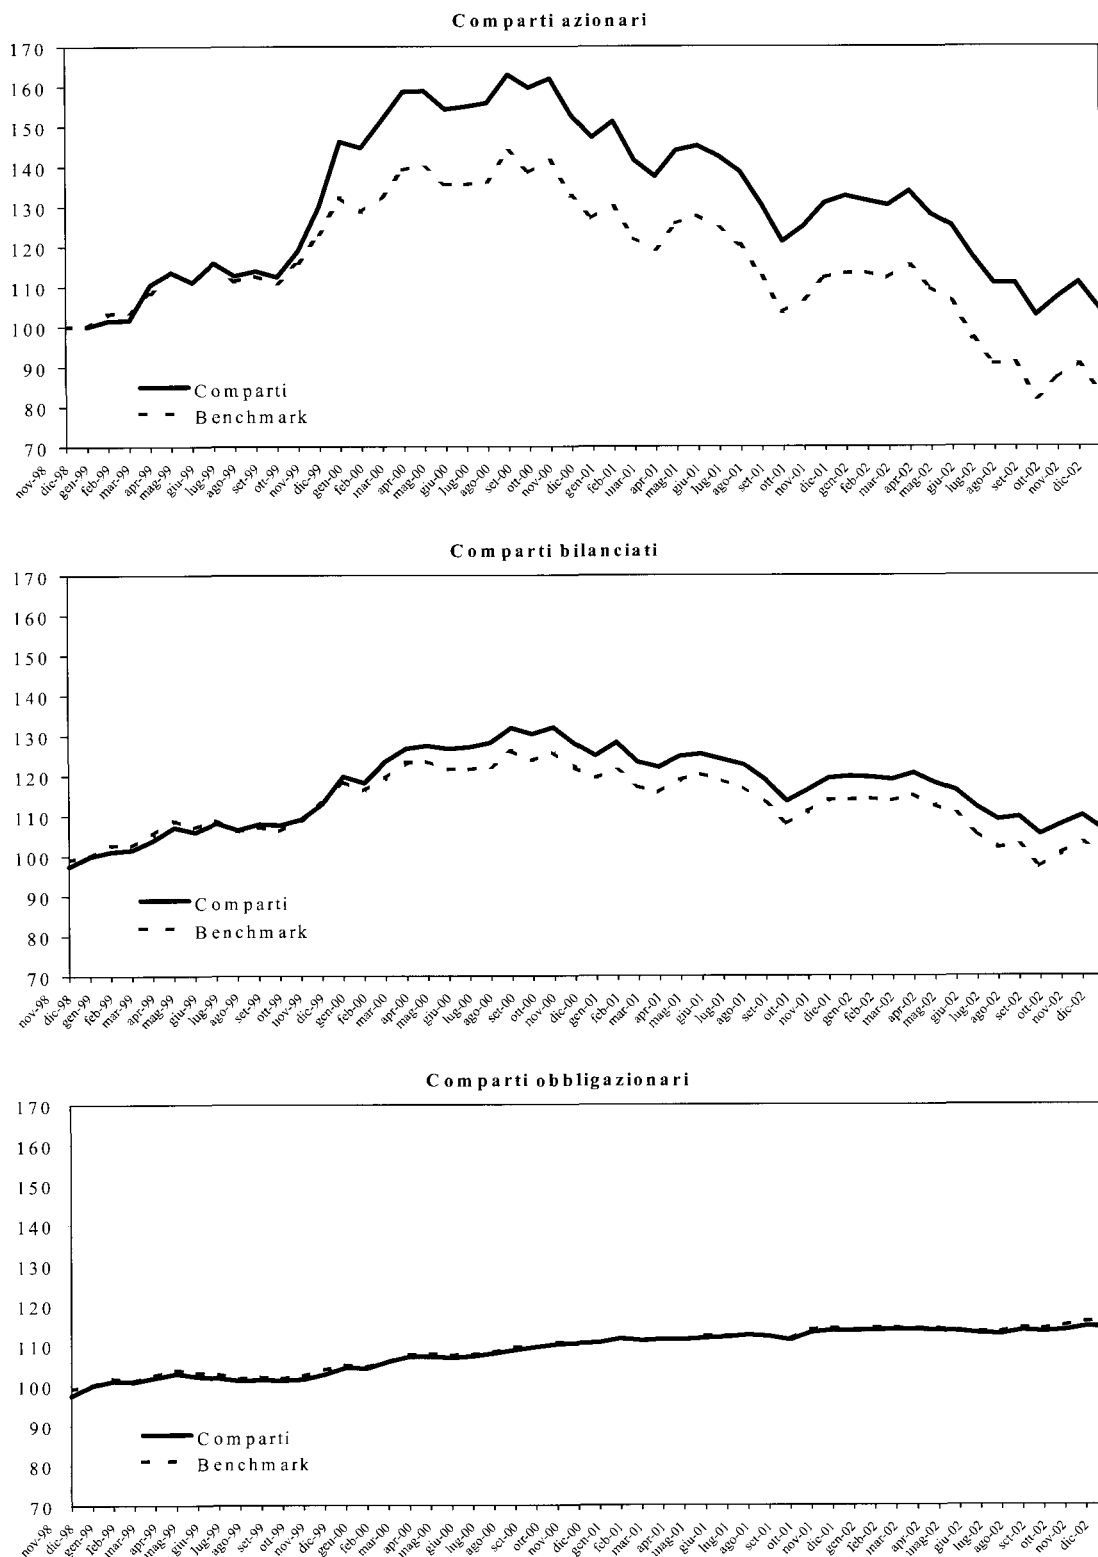 Comparti azionari
170
160
150
140
130
120
110
100
90
80
70
Comparti
Benchmark
nov-98 dic-98 gen-99 feb-99 mar-99 apr-99 mag-99 giu-99 lug-99 ago-99 set-99 ott-99 nov-99 dic-99 gen-00 feb-00 mar-00 apr-00 mag-00 giu-00 lug-00 ago-00 set-00 ott-00 nov-00 dic-00 gen-01 feb-01 mar-01 apr-01 mag-01 giu-01 lug-01 ago-01 set-01 ott-01 nov-01 dic-01 gen-02 feb-02 mar-02 apr-02 mag-02 giu-02 lug-02 ago-02 set-02 ott-02 nov-02 dic-02
Comparti bilanciati
170
160
150
140
130
120
110
100
90
80
70
Comparti
Benchmark
nov-98 dic-98 gen-99 feb-99 mar-99 apr-99 mag-99 giu-99 lug-99 ago-99 set-99 ott-99 nov-99 dic-99 gen-00 feb-00 mar-00 apr-00 mag-00 giu-00 lug-00 ago-00 set-00 ott-00 nov-00 dic-00 gen-01 feb-01 mar-01 apr-01 mag-01 giu-01 lug-01 ago-01 set-01 ott-01 nov-01 dic-01 gen-02 feb-02 mar-02 apr-02 mag-02 giu-02 lug-02 ago-02 set-02 ott-02 nov-02 dic-02
Comparti obbligazionari
170
160
150
140
130
120
110
100
90
80
70
Comparti
Benchmark
nov-98 dic-98 gen-99 feb-99 mar-99 apr-99 mag-99 giu-99 lug-99 ago-99 set-99 ott-99 nov-99 dic-99 gen-00 feb-00 mar-00 apr-00 mag-00 giu-00 lug-00 ago-00 set-00 ott-00 nov-00 dic-00 gen-01 feb-01 mar-01 apr-01 mag-01 giu-01 lug-01 ago-01 set-01 ott-01 nov-01 dic-01 gen-02 feb-02 mar-02 apr-02 mag-02 giu-02 lug-02 ago-02 set-02 ott-02 nov-02 dic-02